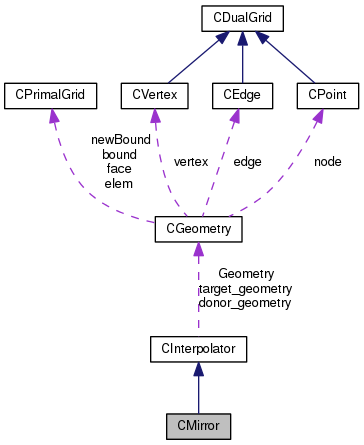 CDualGrid
CPrimalGrid
CVertex
CEdge
CPoint
newBound
bound
face
elem
vertex
edge
node
CGeometry
Geometry
target_geometry
donor_geometry
CInterpolator
CMirror